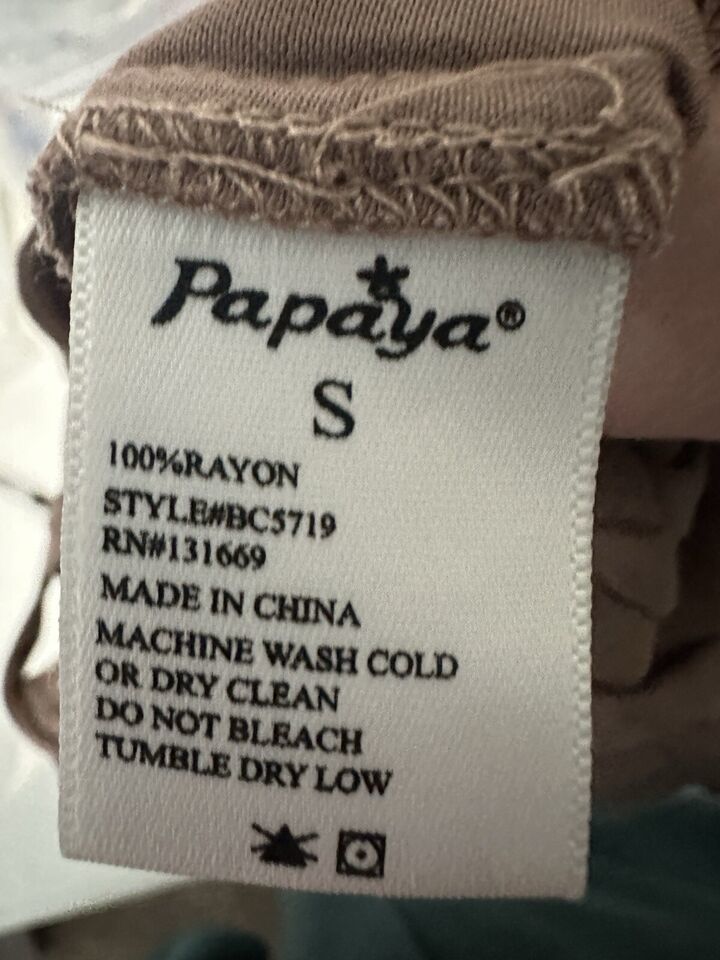 Papaya®
S
100%RAYON
STYLE#BC5719
RN#131669
MADE IN CHINA
MACHINE WASH COLD
OR DRY CLEAN
DO NOT BLEACH
TUMBLE DRY LOW